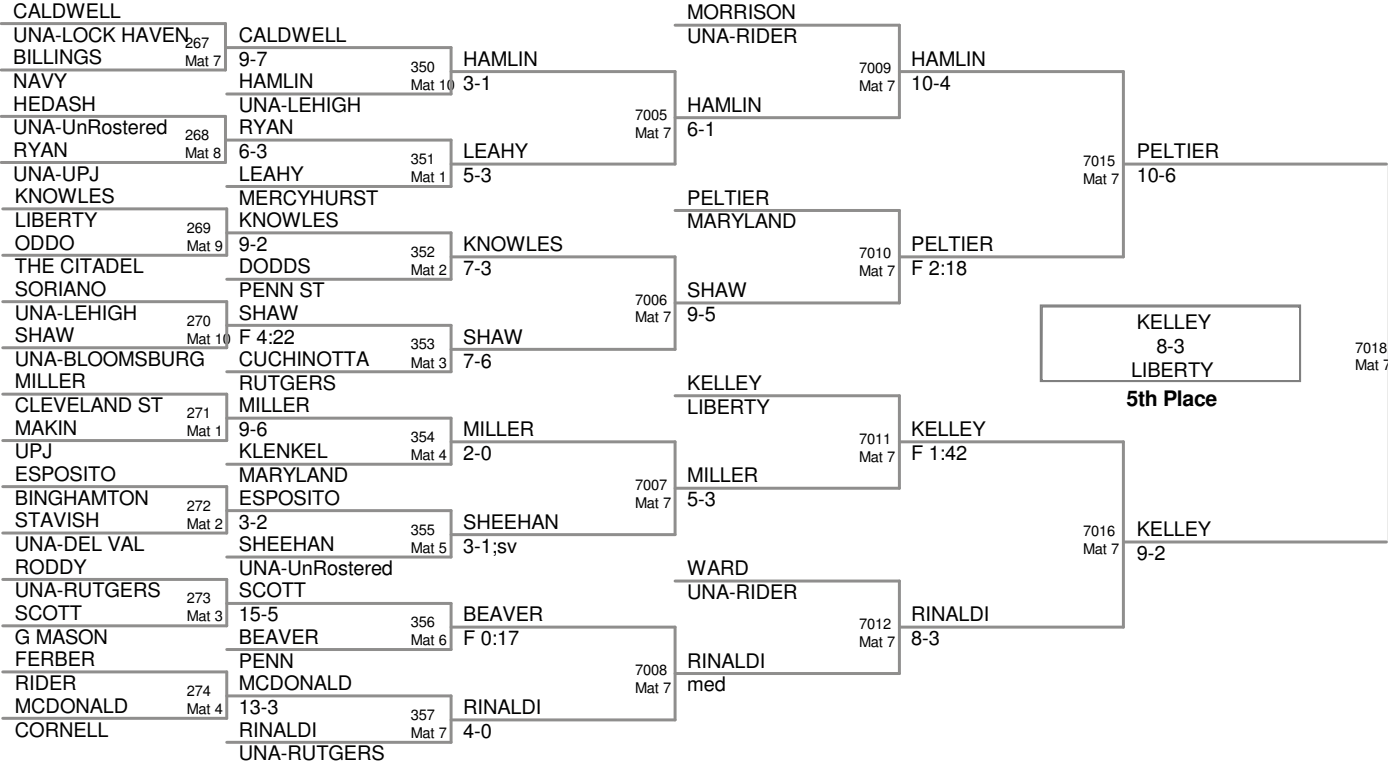 CALDWELL
UNA-LOCK HAVEN
267
BILLINGS
Mat 7
NAVY
HEDASH
UNA-UnRostered
268
RYAN
Mat 8
UNA-UPJ
KNOWLES
LIBERTY
269
ODDO
Mat 9
THE CITADEL
SORIANO
UNA-LEHIGH
270
SHAW
Mat 10
UNA-BLOOMSBURG
MILLER
CLEVELAND ST
271
MAKIN
Mat 1
UPJ
ESPOSITO
BINGHAMTON
272
STAVISH
Mat 2
UNA-DEL VAL
RODDY
UNA-RUTGERS
273
SCOTT
Mat 3
G MASON
FERBER
RIDER
274
MCDONALD
Mat 4
CORNELL
CALDWELL
9-7
350
HAMLIN
Mat 10
UNA-LEHIGH
RYAN
6-3
351
LEAHY
Mat 1
MERCYHURST
KNOWLES
9-2
352
DODDS
Mat 2
PENN ST
SHAW
F 4:22
353
CUCHINOTTA
Mat 3
RUTGERS
MILLER
9-6
354
KLENKEL
Mat 4
MARYLAND
ESPOSITO
3-2
355
SHEEHAN
Mat 5
UNA-UnRostered
SCOTT
15-5
356
BEAVER
Mat 6
PENN
MCDONALD
13-3
357
RINALDI
Mat 7
UNA-RUTGERS
HAMLIN
3-1
7005
Mat 7
LEAHY
5-3
KNOWLES
7-3
7006
Mat 7
SHAW
7-6
MILLER
2-0
7007
Mat 7
SHEEHAN
3-1;sv
BEAVER
F 0:17
7008
Mat 7
RINALDI
4-0
MORRISON
UNA-RIDER
7009
Mat 7
HAMLIN
6-1
PELTIER
MARYLAND
7010
Mat 7
SHAW
9-5
KELLEY
LIBERTY
7011
Mat 7
MILLER
5-3
WARD
UNA-RIDER
7012
Mat 7
RINALDI
med
HAMLIN
10-4
7015
Mat 7
PELTIER
F 2:18
KELLEY
F 1:42
7016
Mat 7
RINALDI
8-3
PELTIER
10-6
KELLEY
8-3
LIBERTY
5th Place
7018
Mat 7
KELLEY
9-2